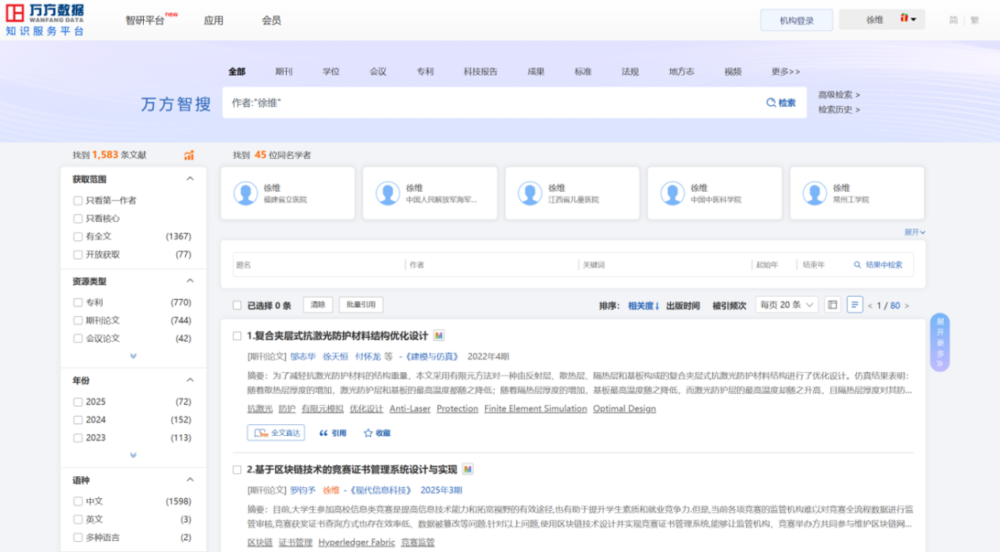 万方数据
WANFANG DATA
知识服务平台
智研平台 new 应用 会员
机构登录 徐维 简 繁
全部 期刊 学位 会议 专利 科技报告 成果 标准 法规 地方志 视频 更多>>
万方智搜 作者:"徐维" 检索
高级检索 >
检索历史 >
找到 1,583 条文献
找到 45 位同名学者
获取范围
只看第一作者
只看核心
有全文 (1367)
开放获取 (77)
资源类型
专利 (770)
期刊论文 (744)
会议论文 (42)
年份
2025 (72)
2024 (152)
2023 (113)
语种
中文 (1598)
英文 (3)
多种语言 (2)
徐维
福建省立医院
徐维
中国人民解放军海军...
徐维
江西省儿童医院
徐维
中国中医科学院
徐维
常州工学院
展开
题名 作者 关键词 起始年 结束年 结果中检索
已选择 0 条 清除 批量引用 排序: 相关度↓ 出版时间 被引频次 每页 20 条 < 1 / 80 >
1.复合夹层式抗激光防护材料结构优化设计 M
[期刊论文] 邬志华 徐天恒 付怀龙 等 -《建模与仿真》 2022年4期
摘要：为了减轻抗激光防护材料的结构重量，本文采用有限元方法对一种由反射层、散热层、隔热层和基板构成的复合夹层式抗激光防护材料结构进行了优化设计。仿真结果表明：
随着散热层厚度的增加，激光防护层和基板的最高温度都随之降低；随着隔热层厚度的增加，基板最高温度随之降低，而激光防护层的最高温度却随之升高，且隔热层厚度对其防...
抗激光 防护 有限元模拟 优化设计 Anti-Laser Protection Finite Element Simulation Optimal Design
free 全文直达 引用 收藏
2.基于区块链技术的竞赛证书管理系统设计与实现 M
[期刊论文] 罗钧予 徐维 -《现代信息科技》 2025年3期
摘要：目前,大学生参加高校信息类竞赛是提高信息技术能力和拓宽视野的有效途径,也有助于提升学生素质和就业竞争力.但是,当前各项竞赛的监管机构难以对竞赛全流程数据进行监
管审核,竞赛获奖证书查询方式也存在效率低、数据被篡改等问题.针对以上问题,使用区块链技术设计并实现竞赛证书管理系统,能够让监管机构、竞赛举办方共同参与维护区块链网...
区块链 证书管理 Hyperledger Fabric 竞赛监管
展开更多